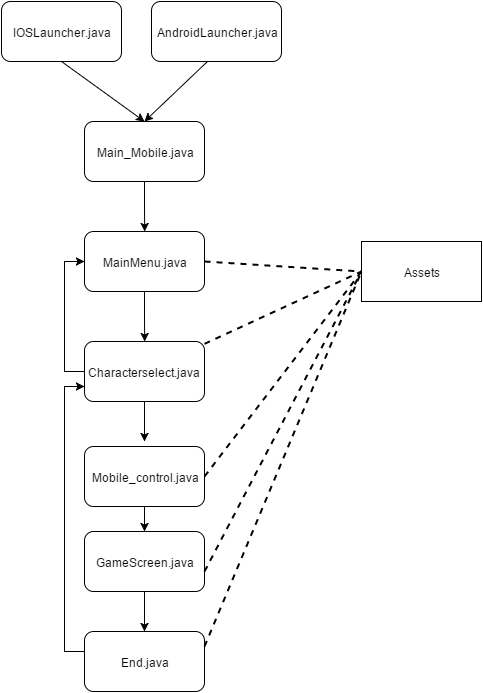 IOSLauncher.java
AndroidLauncher.java
Main_Mobile.java
MainMenu.java
Assets
Characterselect.java
Mobile_control.java
GameScreen.java
End.java